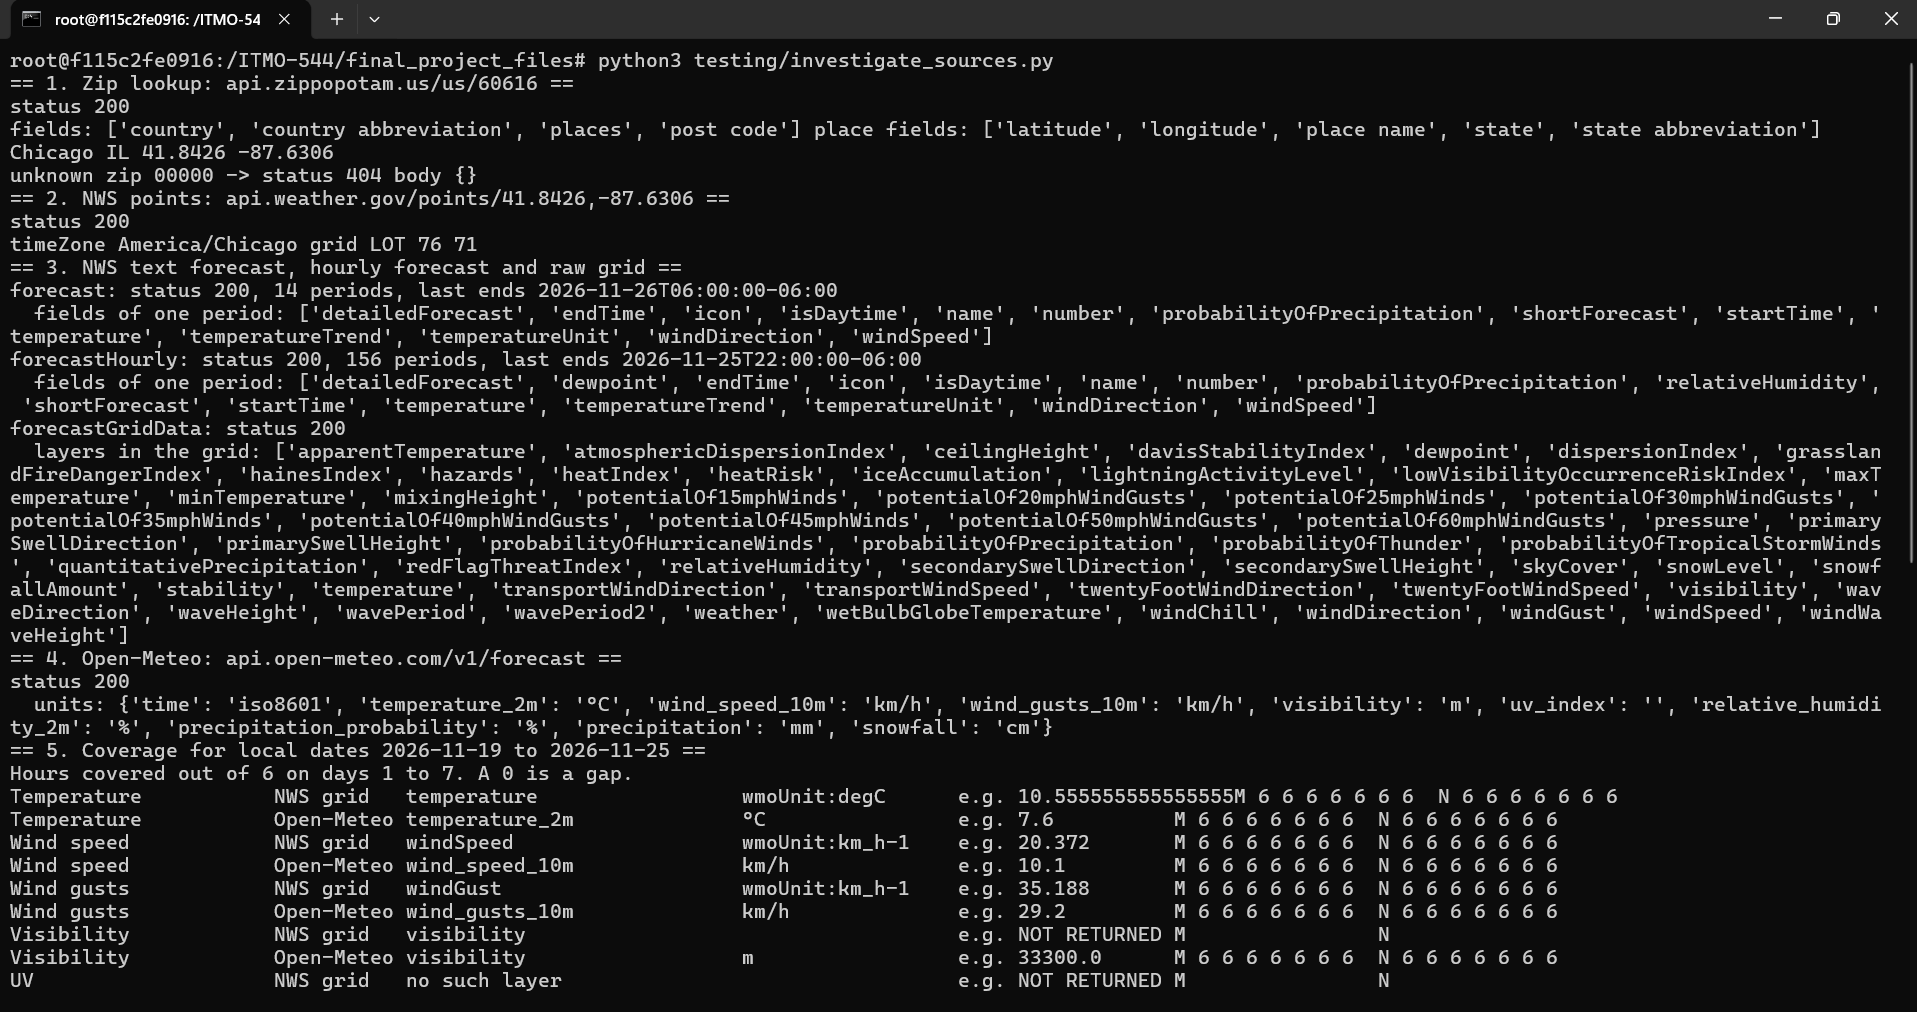 root@f115c2fe0916: /ITMO-54
root@f115c2fe0916:/ITMO-544/final_project_files# python3 testing/investigate_sources.py
== 1. Zip lookup: api.zippopotam.us/us/60616 ==
status 200
fields: ['country', 'country abbreviation', 'places', 'post code'] place fields: ['latitude', 'longitude', 'place name', 'state', 'state abbreviation']
Chicago IL 41.8426 -87.6306
unknown zip 00000 -> status 404 body {}
== 2. NWS points: api.weather.gov/points/41.8426,-87.6306 ==
status 200
timeZone America/Chicago grid LOT 76 71
== 3. NWS text forecast, hourly forecast and raw grid ==
forecast: status 200, 14 periods, last ends 2026-11-26T06:00:00-06:00
  fields of one period: ['detailedForecast', 'endTime', 'icon', 'isDaytime', 'name', 'number', 'probabilityOfPrecipitation', 'shortForecast', 'startTime', '
temperature', 'temperatureTrend', 'temperatureUnit', 'windDirection', 'windSpeed']
forecastHourly: status 200, 156 periods, last ends 2026-11-25T22:00:00-06:00
  fields of one period: ['detailedForecast', 'dewpoint', 'endTime', 'icon', 'isDaytime', 'name', 'number', 'probabilityOfPrecipitation', 'relativeHumidity',
 'shortForecast', 'startTime', 'temperature', 'temperatureTrend', 'temperatureUnit', 'windDirection', 'windSpeed']
forecastGridData: status 200
  layers in the grid: ['apparentTemperature', 'atmosphericDispersionIndex', 'ceilingHeight', 'davisStabilityIndex', 'dewpoint', 'dispersionIndex', 'grasslan
dFireDangerIndex', 'hainesIndex', 'hazards', 'heatIndex', 'heatRisk', 'iceAccumulation', 'lightningActivityLevel', 'lowVisibilityOccurrenceRiskIndex', 'maxT
emperature', 'minTemperature', 'mixingHeight', 'potentialOf15mphWinds', 'potentialOf20mphWindGusts', 'potentialOf25mphWinds', 'potentialOf30mphWindGusts', '
potentialOf35mphWinds', 'potentialOf40mphWindGusts', 'potentialOf45mphWinds', 'potentialOf50mphWindGusts', 'potentialOf60mphWindGusts', 'pressure', 'primary
SwellDirection', 'primarySwellHeight', 'probabilityOfHurricaneWinds', 'probabilityOfPrecipitation', 'probabilityOfThunder', 'probabilityOfTropicalStormWinds
', 'quantitativePrecipitation', 'redFlagThreatIndex', 'relativeHumidity', 'secondarySwellDirection', 'secondarySwellHeight', 'skyCover', 'snowLevel', 'snowf
allAmount', 'stability', 'temperature', 'transportWindDirection', 'transportWindSpeed', 'twentyFootWindDirection', 'twentyFootWindSpeed', 'visibility', 'wav
eDirection', 'waveHeight', 'wavePeriod', 'wavePeriod2', 'weather', 'wetBulbGlobeTemperature', 'windChill', 'windDirection', 'windGust', 'windSpeed', 'windWa
veHeight']
== 4. Open-Meteo: api.open-meteo.com/v1/forecast ==
status 200
  units: {'time': 'iso8601', 'temperature_2m': '°C', 'wind_speed_10m': 'km/h', 'wind_gusts_10m': 'km/h', 'visibility': 'm', 'uv_index': '', 'relative_humidi
ty_2m': '%', 'precipitation_probability': '%', 'precipitation': 'mm', 'snowfall': 'cm'}
== 5. Coverage for local dates 2026-11-19 to 2026-11-25 ==
Hours covered out of 6 on days 1 to 7. A 0 is a gap.
Temperature           NWS grid   temperature                 wmoUnit:degC      e.g. 10.555555555555555M 6 6 6 6 6 6 6  N 6 6 6 6 6 6 6
Temperature           Open-Meteo temperature_2m              °C                e.g. 7.6          M 6 6 6 6 6 6 6  N 6 6 6 6 6 6 6
Wind speed            NWS grid   windSpeed                   wmoUnit:km_h-1    e.g. 20.372       M 6 6 6 6 6 6 6  N 6 6 6 6 6 6 6
Wind speed            Open-Meteo wind_speed_10m              km/h              e.g. 10.1         M 6 6 6 6 6 6 6  N 6 6 6 6 6 6 6
Wind gusts            NWS grid   windGust                    wmoUnit:km_h-1    e.g. 35.188       M 6 6 6 6 6 6 6  N 6 6 6 6 6 6 6
Wind gusts            Open-Meteo wind_gusts_10m              km/h              e.g. 29.2         M 6 6 6 6 6 6 6  N 6 6 6 6 6 6 6
Visibility            NWS grid   visibility                                    e.g. NOT RETURNED M                N
Visibility            Open-Meteo visibility                  m                 e.g. 33300.0      M 6 6 6 6 6 6 6  N 6 6 6 6 6 6 6
UV                    NWS grid   no such layer                                 e.g. NOT RETURNED M                N